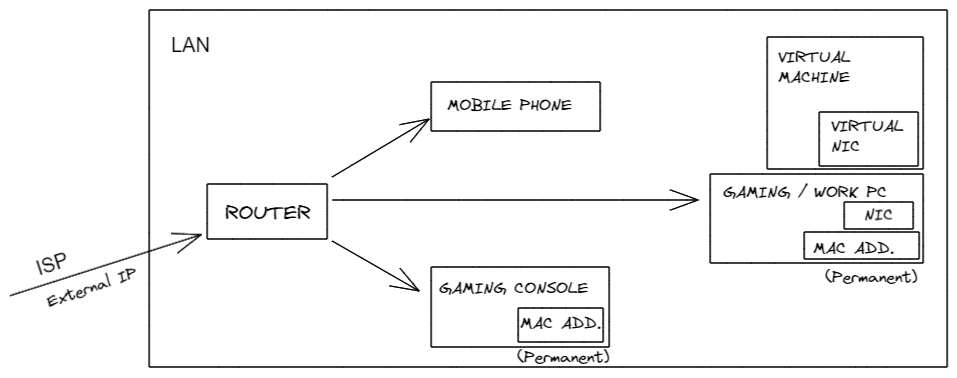 LAN
VIRTUAL
MACHINE
VIRTUAL
NIC
MOBILE PHONE
ROUTER
GAMING / WORK PC
NIC
MAC ADD.
(Permanent)
ISP
External IP
GAMING CONSOLE
MAC ADD.
(Permanent)